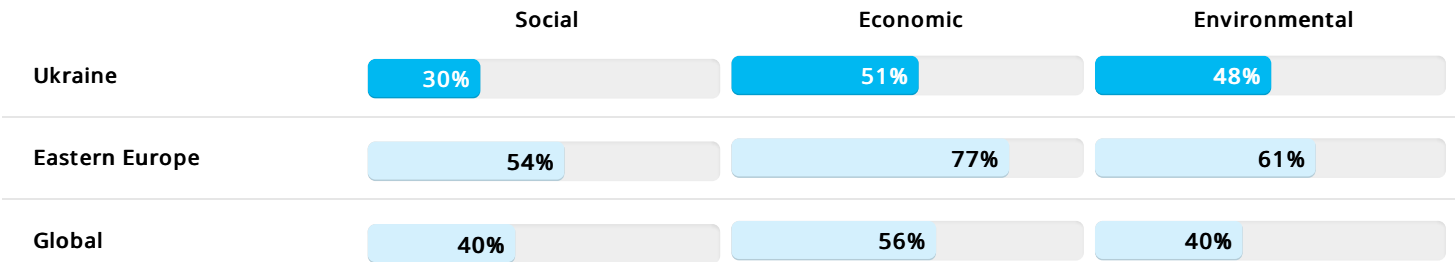 Social Economic Environmental
Ukraine 30% 51% 48%
Eastern Europe 54% 77% 61%
Global 40% 56% 40%